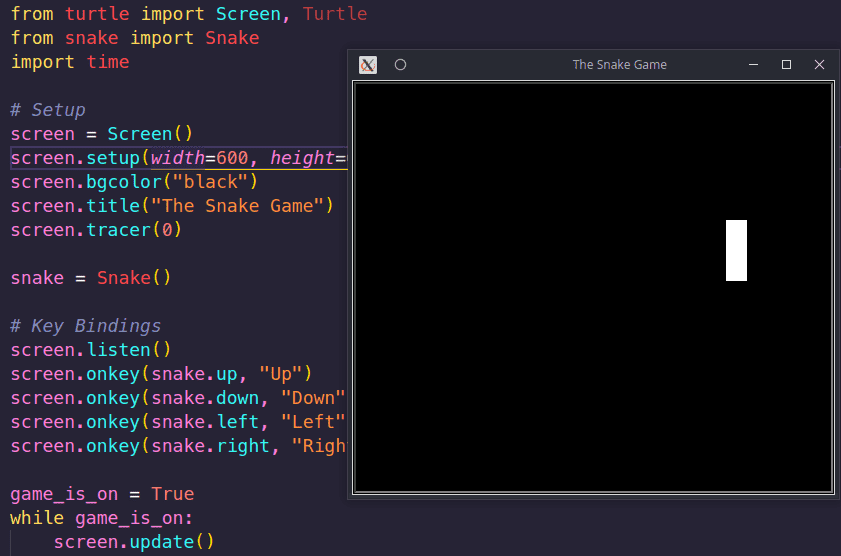 from turtle import Screen, Turtle
from snake import Snake
import time
The Snake Game
# Setup
screen = Screen()
screen.setup(width=600, height=
screen.bgcolor("black")
screen.title("The Snake Game")
screen.tracer(0)
snake = Snake()
# Key Bindings
screen.listen()
screen.onkey(snake.up, "Up")
screen.onkey(snake.down, "Down"
screen.onkey(snake.left, "Left"
screen.onkey(snake.right, "Righ
game_is_on = True
while game_is_on:
    screen.update()